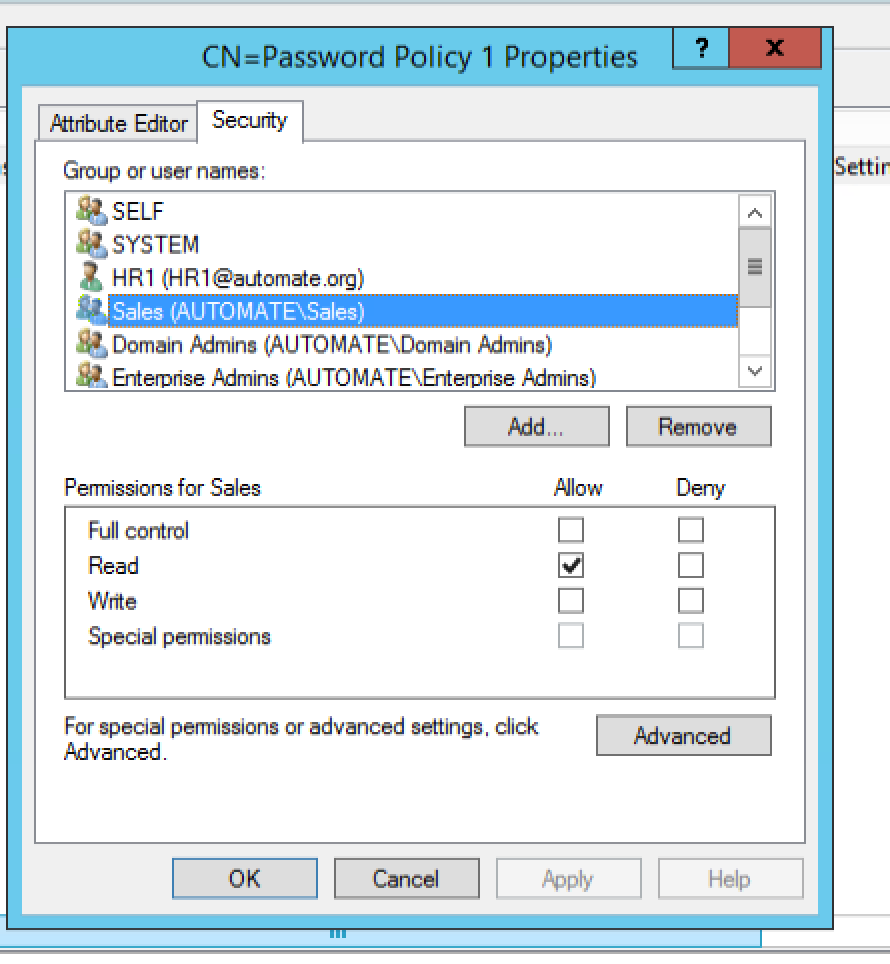 CN=Password Policy 1 Properties
?
x
Attribute Editor
Security
Group or user names:
SELF
SYSTEM
HR1 (HR1@automate.org)
Sales (AUTOMATE\Sales)
Domain Admins (AUTOMATE\Domain Admins)
Enterprise Admins (AUTOMATE\Enterprise Admins)
Add...
Remove
Permissions for Sales
Allow
Deny
Full control
Read
Write
Special permissions
For special permissions or advanced settings, click
Advanced.
Advanced
OK
Cancel
Apply
Help